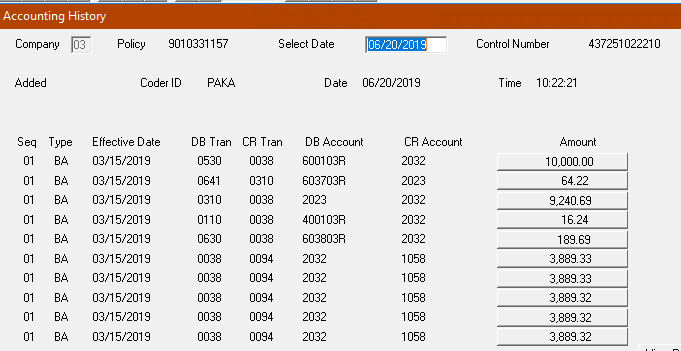 Accounting History
Company 03 Policy 9010331157 Select Date 06/20/2019 Control Number 437251022210
Added Coder ID PAKA Date 06/20/2019 Time 10:22:21
Seq Type Effective Date DB Tran CR Tran DB Account CR Account Amount
01 BA 03/15/2019 0530 0038 600103R 2032 10,000.00
01 BA 03/15/2019 0641 0310 603703R 2023 64.22
01 BA 03/15/2019 0310 0038 2023 2032 9,240.69
01 BA 03/15/2019 0110 0038 400103R 2032 16.24
01 BA 03/15/2019 0630 0038 603803R 2032 189.69
01 BA 03/15/2019 0038 0094 2032 1058 3,889.33
01 BA 03/15/2019 0038 0094 2032 1058 3,889.33
01 BA 03/15/2019 0038 0094 2032 1058 3,889.32
01 BA 03/15/2019 0038 0094 2032 1058 3,889.32
01 BA 03/15/2019 0038 0094 2032 1058 3,889.32